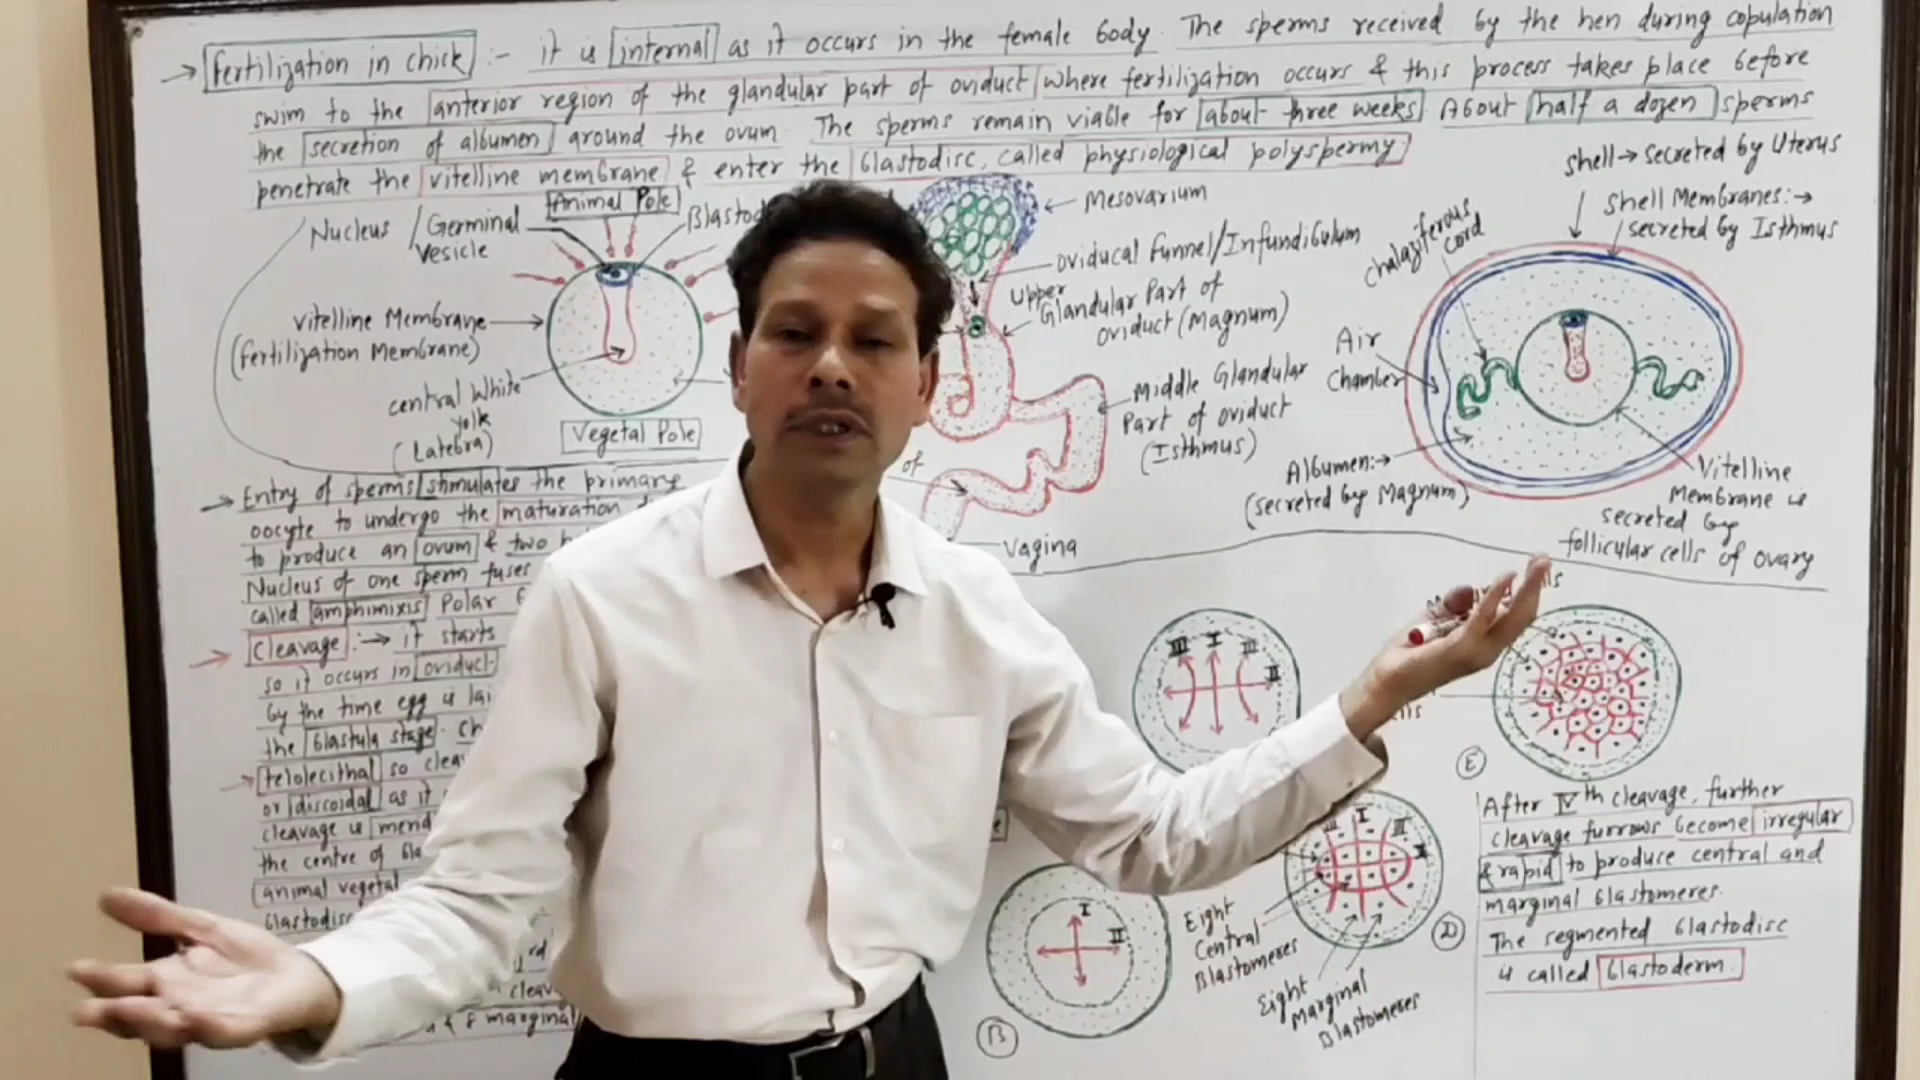 → Fertilization in chick :- it is internal as it occurs in the female body. The sperms received by the hen during copulation
swim to the anterior region of the glandular part of oviduct where fertilization occurs & this process takes place before
the secretion of albumen around the ovum. The sperms remain viable for about three weeks. About half a dozen sperms
penetrate the vitelline membrane & enter the blastodisc, called physiological polyspermy.
Nucleus / Germinal
Vesicle
Animal Pole
vitelline Membrane
(fertilization Membrane)
central White
yolk
(Latebra)
Vegetal Pole
Mesovarium
oviducal funnel/Infundibulum
Upper
Glandular Part of
oviduct (Magnum)
Middle Glandular
Part of oviduct
(Isthmus)
of
Vagina
shell → secreted by Uterus
shell Membranes:→
secreted by Isthmus
chalaziferous
cord
Air
chamber
Albumen:→
(secreted by Magnum)
Vitelline
Membrane is
secreted by
follicular cells of ovary
→ Entry of sperms stimulates the primary
oocyte to undergo the maturation
to produce an ovum & two
Nucleus of one sperm fuses
called amphimixis Polar
→ Cleavage :→ it starts
so it occurs in oviduct
by the time egg is
the blastula stage.
→ telolecithal so
or discoidal as it
cleavage is
the centre of
animal vegetal
& 8 marginal
III I III
II
I
II
B
III I III
Eight
Central
Blastomeres
Eight
Marginal
Blastomeres
D
E
After IVth cleavage, further
cleavage furrows become irregular
& rapid to produce central and
marginal blastomeres.
The segmented blastodisc
is called blastoderm.